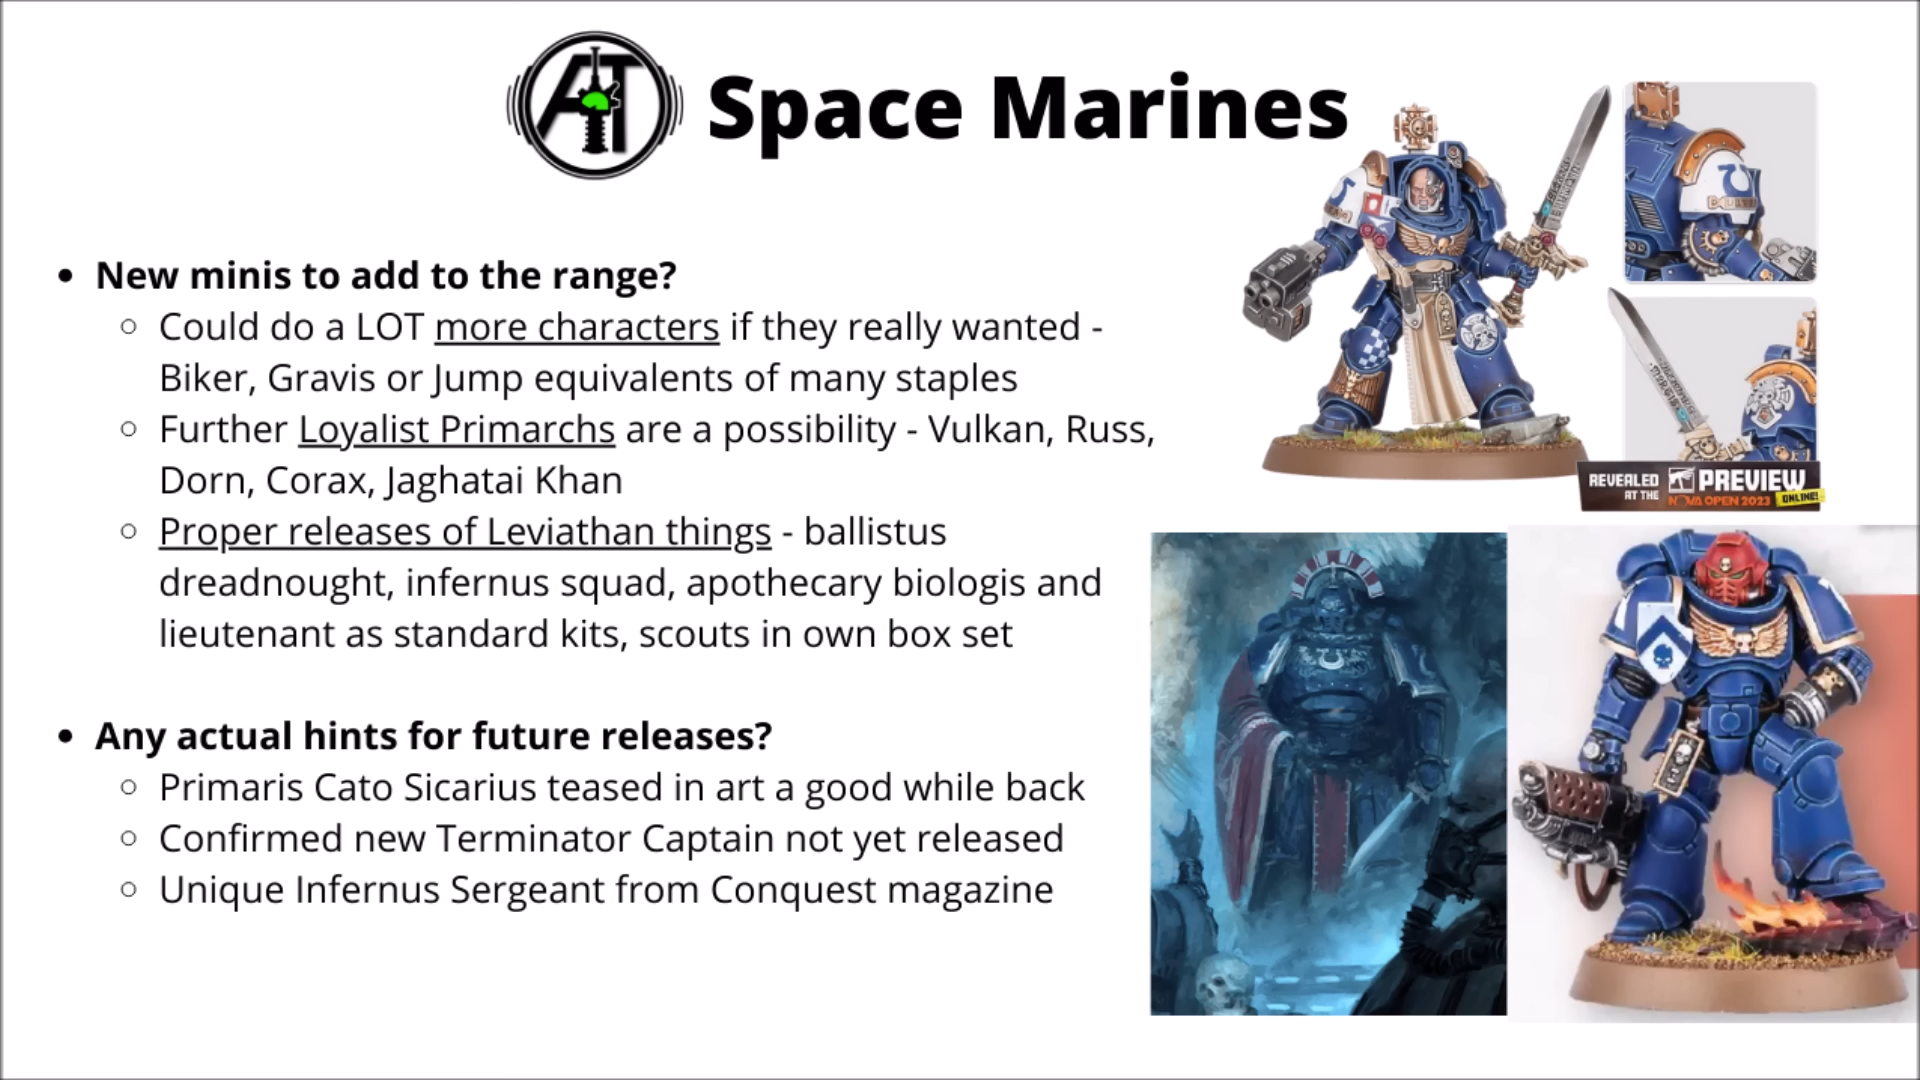 AT Space Marines
• New minis to add to the range?
○ Could do a LOT more characters if they really wanted -
Biker, Gravis or Jump equivalents of many staples
○ Further Loyalist Primarchs are a possibility - Vulkan, Russ,
Dorn, Corax, Jaghatai Khan
○ Proper releases of Leviathan things - ballistus
dreadnought, infernus squad, apothecary biologis and
lieutenant as standard kits, scouts in own box set
• Any actual hints for future releases?
○ Primaris Cato Sicarius teased in art a good while back
○ Confirmed new Terminator Captain not yet released
○ Unique Infernus Sergeant from Conquest magazine
REVEALED PREVIEW
AT THE NOVA OPEN 2023 ONLINE!